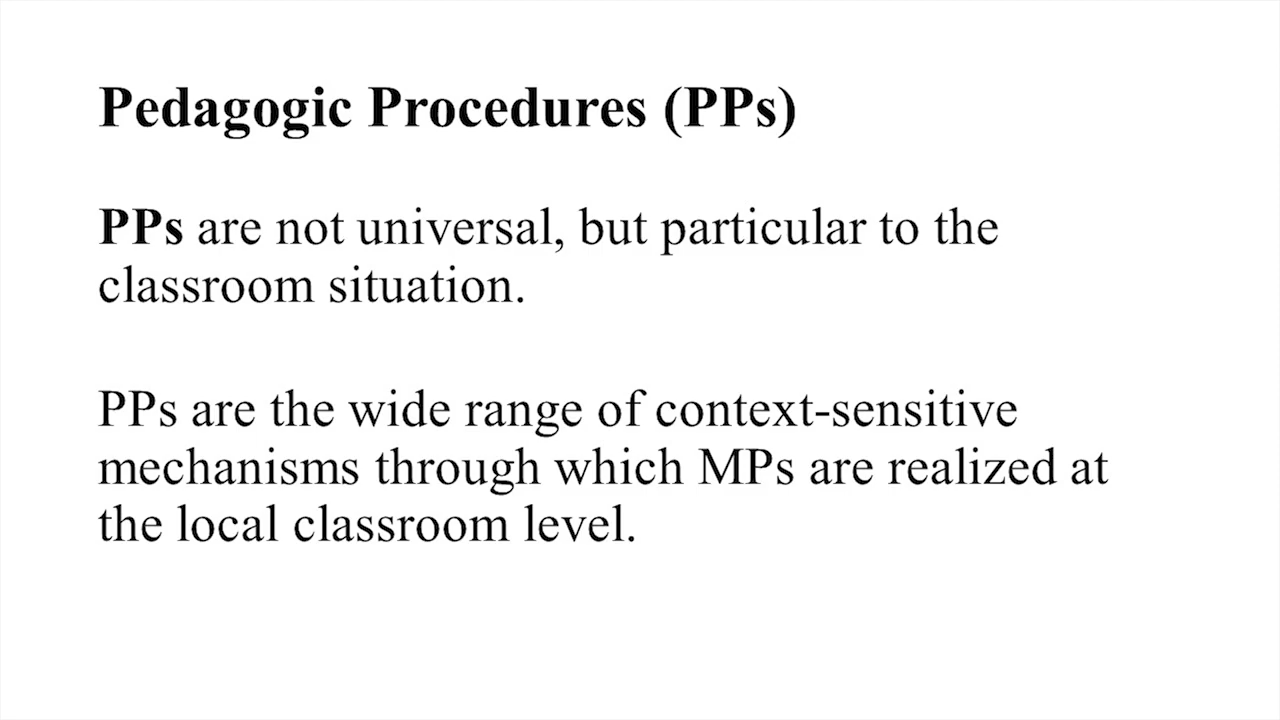 Pedagogic Procedures (PPs)
PPs are not universal, but particular to the
classroom situation.
PPs are the wide range of context-sensitive
mechanisms through which MPs are realized at
the local classroom level.